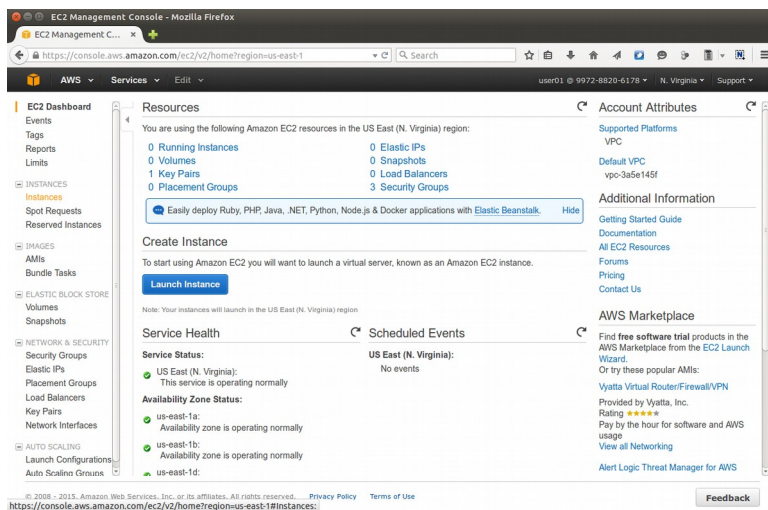 EC2 Management Console - Mozilla Firefox
EC2 Management C... ×
https://console.aws.amazon.com/ec2/v2/home?region=us-east-1
Search
AWS
Services
Edit
user01 @ 9972-8820-6178
N. Virginia
Support
EC2 Dashboard
Events
Tags
Reports
Limits
INSTANCES
Instances
Spot Requests
Reserved Instances
IMAGES
AMIs
Bundle Tasks
ELASTIC BLOCK STORE
Volumes
Snapshots
NETWORK & SECURITY
Security Groups
Elastic IPs
Placement Groups
Load Balancers
Key Pairs
Network Interfaces
AUTO SCALING
Launch Configurations
Auto Scaling Groups
Resources
You are using the following Amazon EC2 resources in the US East (N. Virginia) region:
0 Running Instances
0 Elastic IPs
0 Volumes
0 Snapshots
1 Key Pairs
0 Load Balancers
0 Placement Groups
3 Security Groups
Easily deploy Ruby, PHP, Java, .NET, Python, Node.js & Docker applications with Elastic Beanstalk.
Hide
Create Instance
To start using Amazon EC2 you will want to launch a virtual server, known as an Amazon EC2 instance.
Launch Instance
Note: Your instances will launch in the US East (N. Virginia) region
Service Health
Service Status:
US East (N. Virginia):
This service is operating normally
Availability Zone Status:
us-east-1a:
Availability zone is operating normally
us-east-1b:
Availability zone is operating normally
us-east-1d:
Scheduled Events
US East (N. Virginia):
No events
Account Attributes
Supported Platforms
VPC
Default VPC
vpc-3a5e145f
Additional Information
Getting Started Guide
Documentation
All EC2 Resources
Forums
Pricing
Contact Us
AWS Marketplace
Find free software trial products in the
AWS Marketplace from the EC2 Launch
Wizard.
Or try these popular AMIs:
Vyatta Virtual Router/Firewall/VPN
Provided by Vyatta, Inc.
Rating
Pay by the hour for software and AWS
usage
View all Networking
Alert Logic Threat Manager for AWS
© 2008 - 2015, Amazon Web Services, Inc. or its affiliates. All rights reserved.
Privacy Policy
Terms of Use
Feedback
https://console.aws.amazon.com/ec2/v2/home?region=us-east-1#Instances: